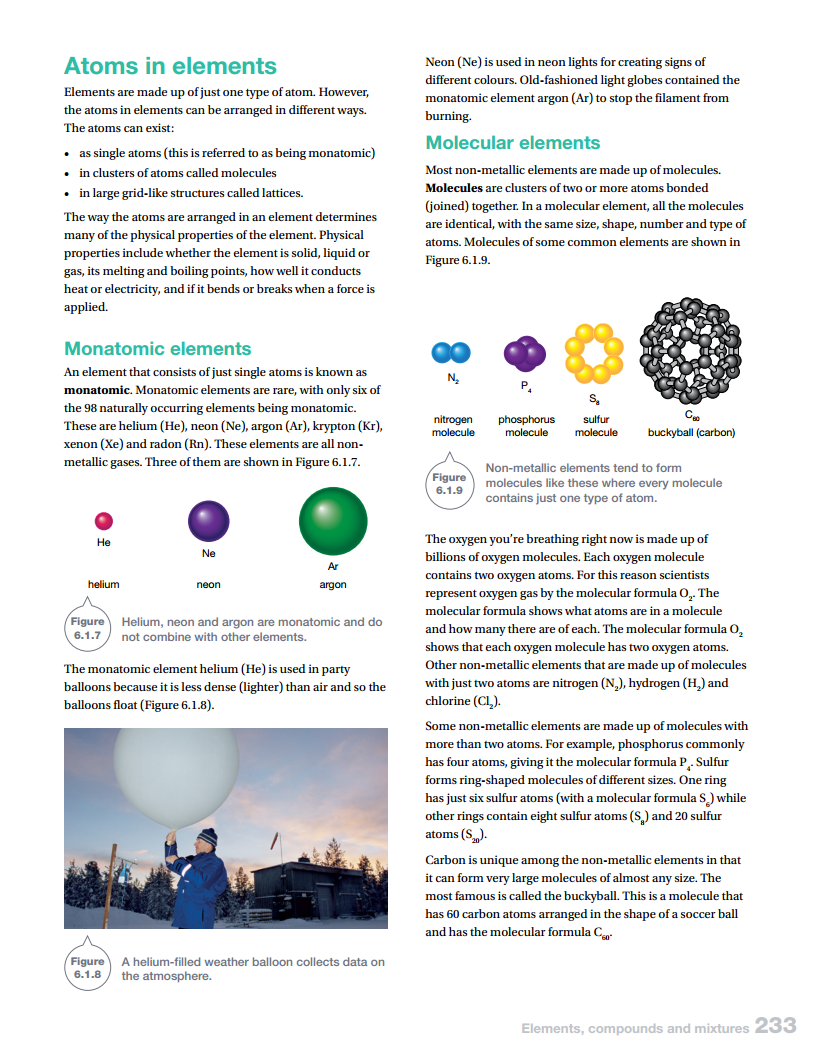 Atoms in elements
Elements are made up of just one type of atom. However,
the atoms in elements can be arranged in different ways.
The atoms can exist:
• as single atoms (this is referred to as being monatomic)
• in clusters of atoms called molecules
• in large grid-like structures called lattices.
The way the atoms are arranged in an element determines
many of the physical properties of the element. Physical
properties include whether the element is solid, liquid or
gas, its melting and boiling points, how well it conducts
heat or electricity, and if it bends or breaks when a force is
applied.
Monatomic elements
An element that consists of just single atoms is known as
monatomic. Monatomic elements are rare, with only six of
the 98 naturally occurring elements being monatomic.
These are helium (He), neon (Ne), argon (Ar), krypton (Kr),
xenon (Xe) and radon (Rn). These elements are all non-
metallic gases. Three of them are shown in Figure 6.1.7.
He
Ne
Ar
helium neon argon
Figure
6.1.7
Helium, neon and argon are monatomic and do
not combine with other elements.
The monatomic element helium (He) is used in party
balloons because it is less dense (lighter) than air and so the
balloons float (Figure 6.1.8).
Figure
6.1.8
A helium-filled weather balloon collects data on
the atmosphere.
Neon (Ne) is used in neon lights for creating signs of
different colours. Old-fashioned light globes contained the
monatomic element argon (Ar) to stop the filament from
burning.
Molecular elements
Most non-metallic elements are made up of molecules.
Molecules are clusters of two or more atoms bonded
(joined) together. In a molecular element, all the molecules
are identical, with the same size, shape, number and type of
atoms. Molecules of some common elements are shown in
Figure 6.1.9.
N₂
P₄
S₈
C₆₀
nitrogen
molecule
phosphorus
molecule
sulfur
molecule
buckyball (carbon)
Figure
6.1.9
Non-metallic elements tend to form
molecules like these where every molecule
contains just one type of atom.
The oxygen you're breathing right now is made up of
billions of oxygen molecules. Each oxygen molecule
contains two oxygen atoms. For this reason scientists
represent oxygen gas by the molecular formula O₂. The
molecular formula shows what atoms are in a molecule
and how many there are of each. The molecular formula O₂
shows that each oxygen molecule has two oxygen atoms.
Other non-metallic elements that are made up of molecules
with just two atoms are nitrogen (N₂), hydrogen (H₂) and
chlorine (Cl₂).
Some non-metallic elements are made up of molecules with
more than two atoms. For example, phosphorus commonly
has four atoms, giving it the molecular formula P₄. Sulfur
forms ring-shaped molecules of different sizes. One ring
has just six sulfur atoms (with a molecular formula S₆) while
other rings contain eight sulfur atoms (S₈) and 20 sulfur
atoms (S₂₀).
Carbon is unique among the non-metallic elements in that
it can form very large molecules of almost any size. The
most famous is called the buckyball. This is a molecule that
has 60 carbon atoms arranged in the shape of a soccer ball
and has the molecular formula C₆₀.
Elements, compounds and mixtures 233